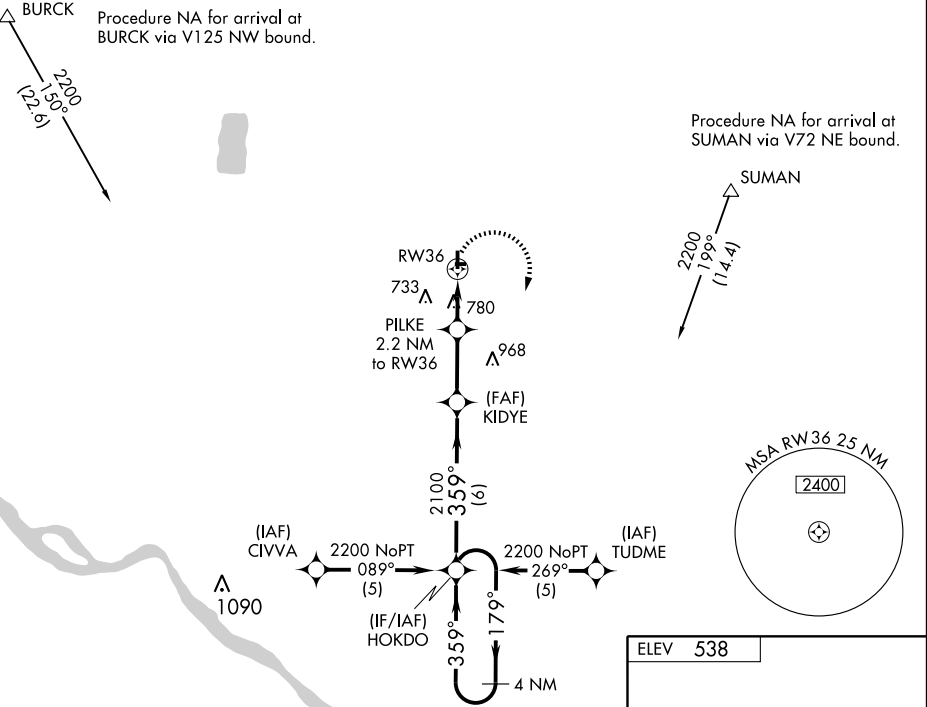 BURCK
Procedure NA for arrival at
BURCK via V125 NW bound.
2200
150°
(22.6)
Procedure NA for arrival at
SUMAN via V72 NE bound.
SUMAN
2200
199°
(14.4)
RW36
733
780
PILKE
2.2 NM
to RW36
968
(FAF)
KIDYE
MSA RW36 25 NM
2400
2100
359°
(6)
(IAF)
CIVVA
2200 NoPT
089°
(5)
2200 NoPT
269°
(5)
(IAF)
TUDME
1090
(IF/IAF)
HOKDO
359°
179°
4 NM
ELEV 538